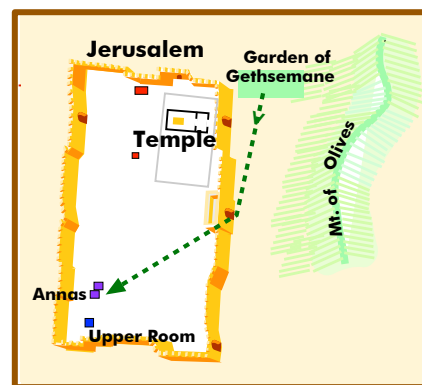 Jerusalem
Garden of
Gethsemane
Temple
Mt. of Olives
Annas
Upper Room